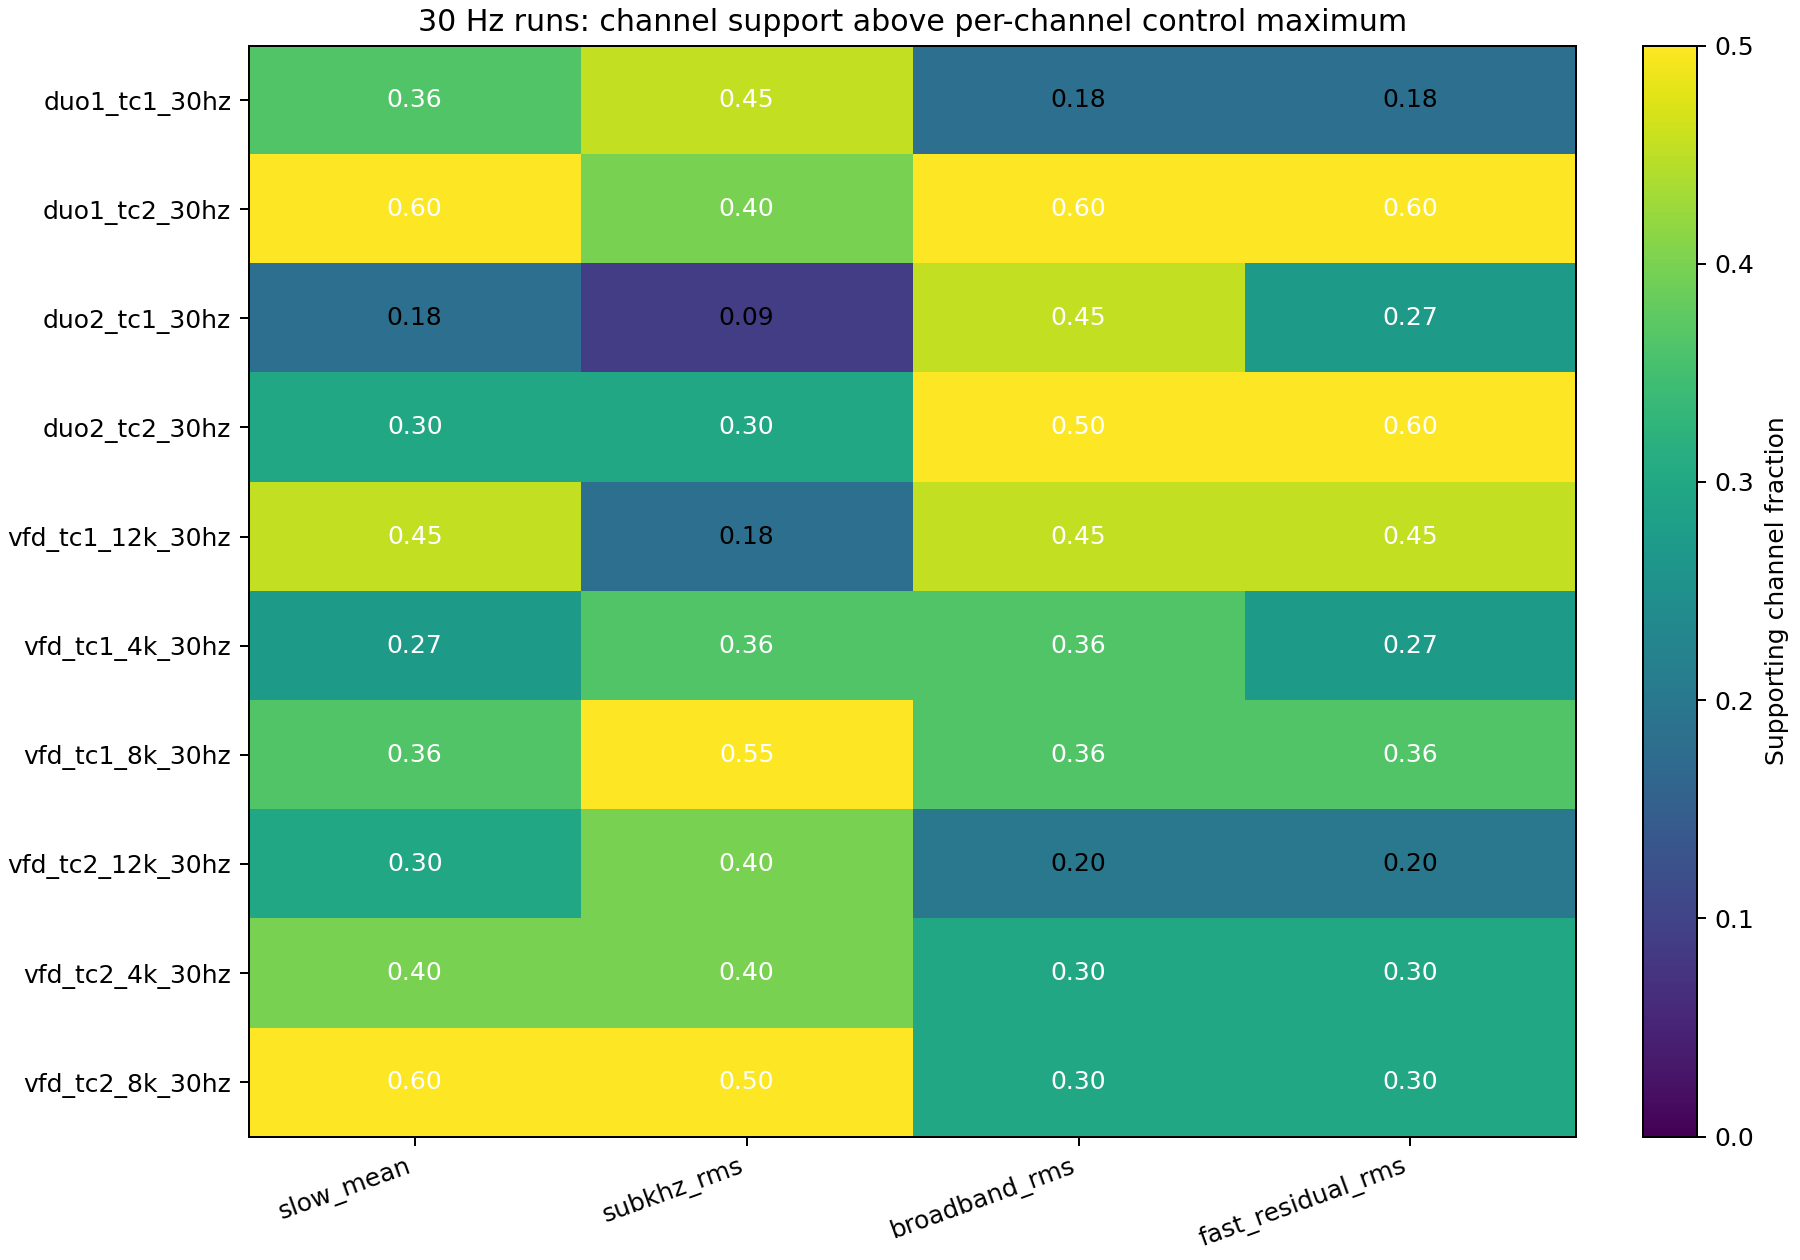 30 Hz runs: channel support above per-channel control maximum
duo1_tc1_30hz 0.36 0.45 0.18 0.18
duo1_tc2_30hz 0.60 0.40 0.60 0.60
duo2_tc1_30hz 0.18 0.09 0.45 0.27
duo2_tc2_30hz 0.30 0.30 0.50 0.60
vfd_tc1_12k_30hz 0.45 0.18 0.45 0.45
vfd_tc1_4k_30hz 0.27 0.36 0.36 0.27
vfd_tc1_8k_30hz 0.36 0.55 0.36 0.36
vfd_tc2_12k_30hz 0.30 0.40 0.20 0.20
vfd_tc2_4k_30hz 0.40 0.40 0.30 0.30
vfd_tc2_8k_30hz 0.60 0.50 0.30 0.30
slow_mean subkhz_rms broadband_rms fast_residual_rms
0.5
0.4
0.3
0.2
0.1
0.0
Supporting channel fraction